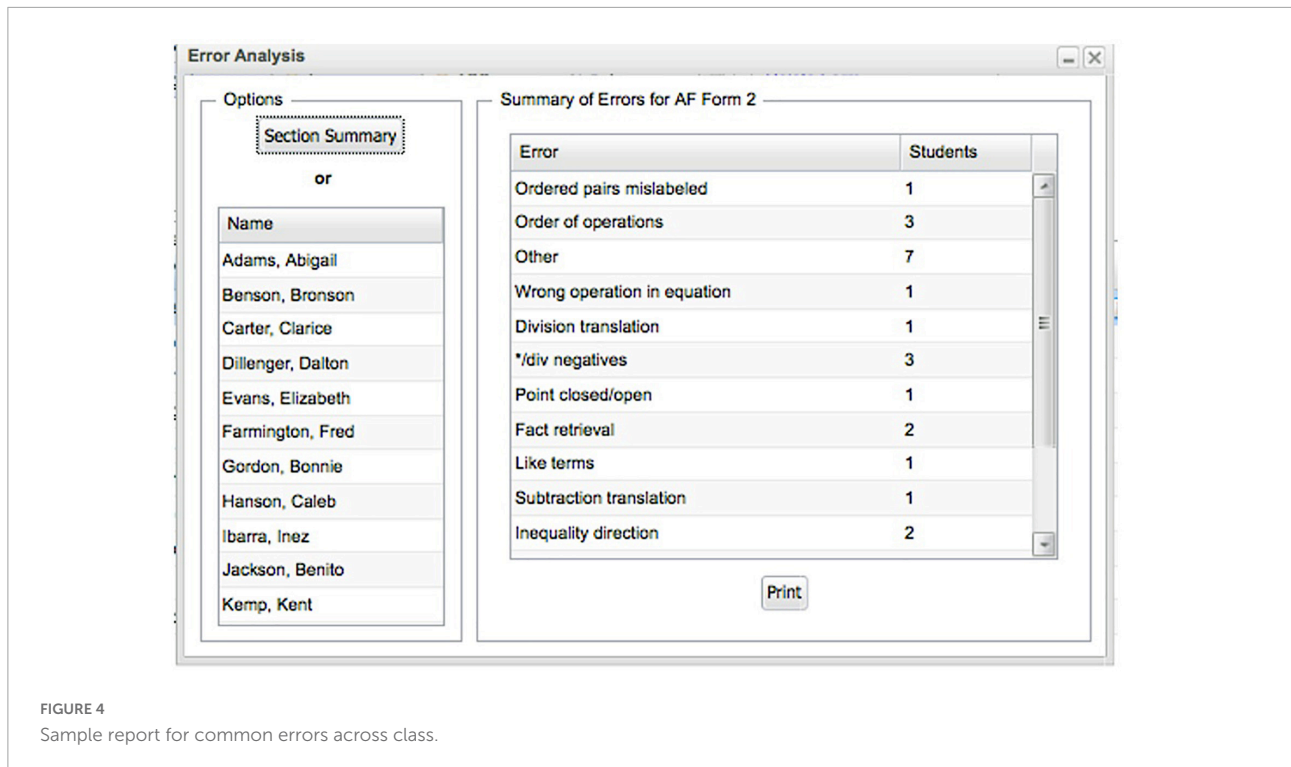 Error Analysis
Options
Section Summary
or
Name
Adams, Abigail
Benson, Bronson
Carter, Clarice
Dillenger, Dalton
Evans, Elizabeth
Farmington, Fred
Gordon, Bonnie
Hanson, Caleb
Ibarra, Inez
Jackson, Benito
Kemp, Kent
Summary of Errors for AF Form 2
Error Students
Ordered pairs mislabeled 1
Order of operations 3
Other 7
Wrong operation in equation 1
Division translation 1
*/div negatives 3
Point closed/open 1
Fact retrieval 2
Like terms 1
Subtraction translation 1
Inequality direction 2
Print
FIGURE 4
Sample report for common errors across class.